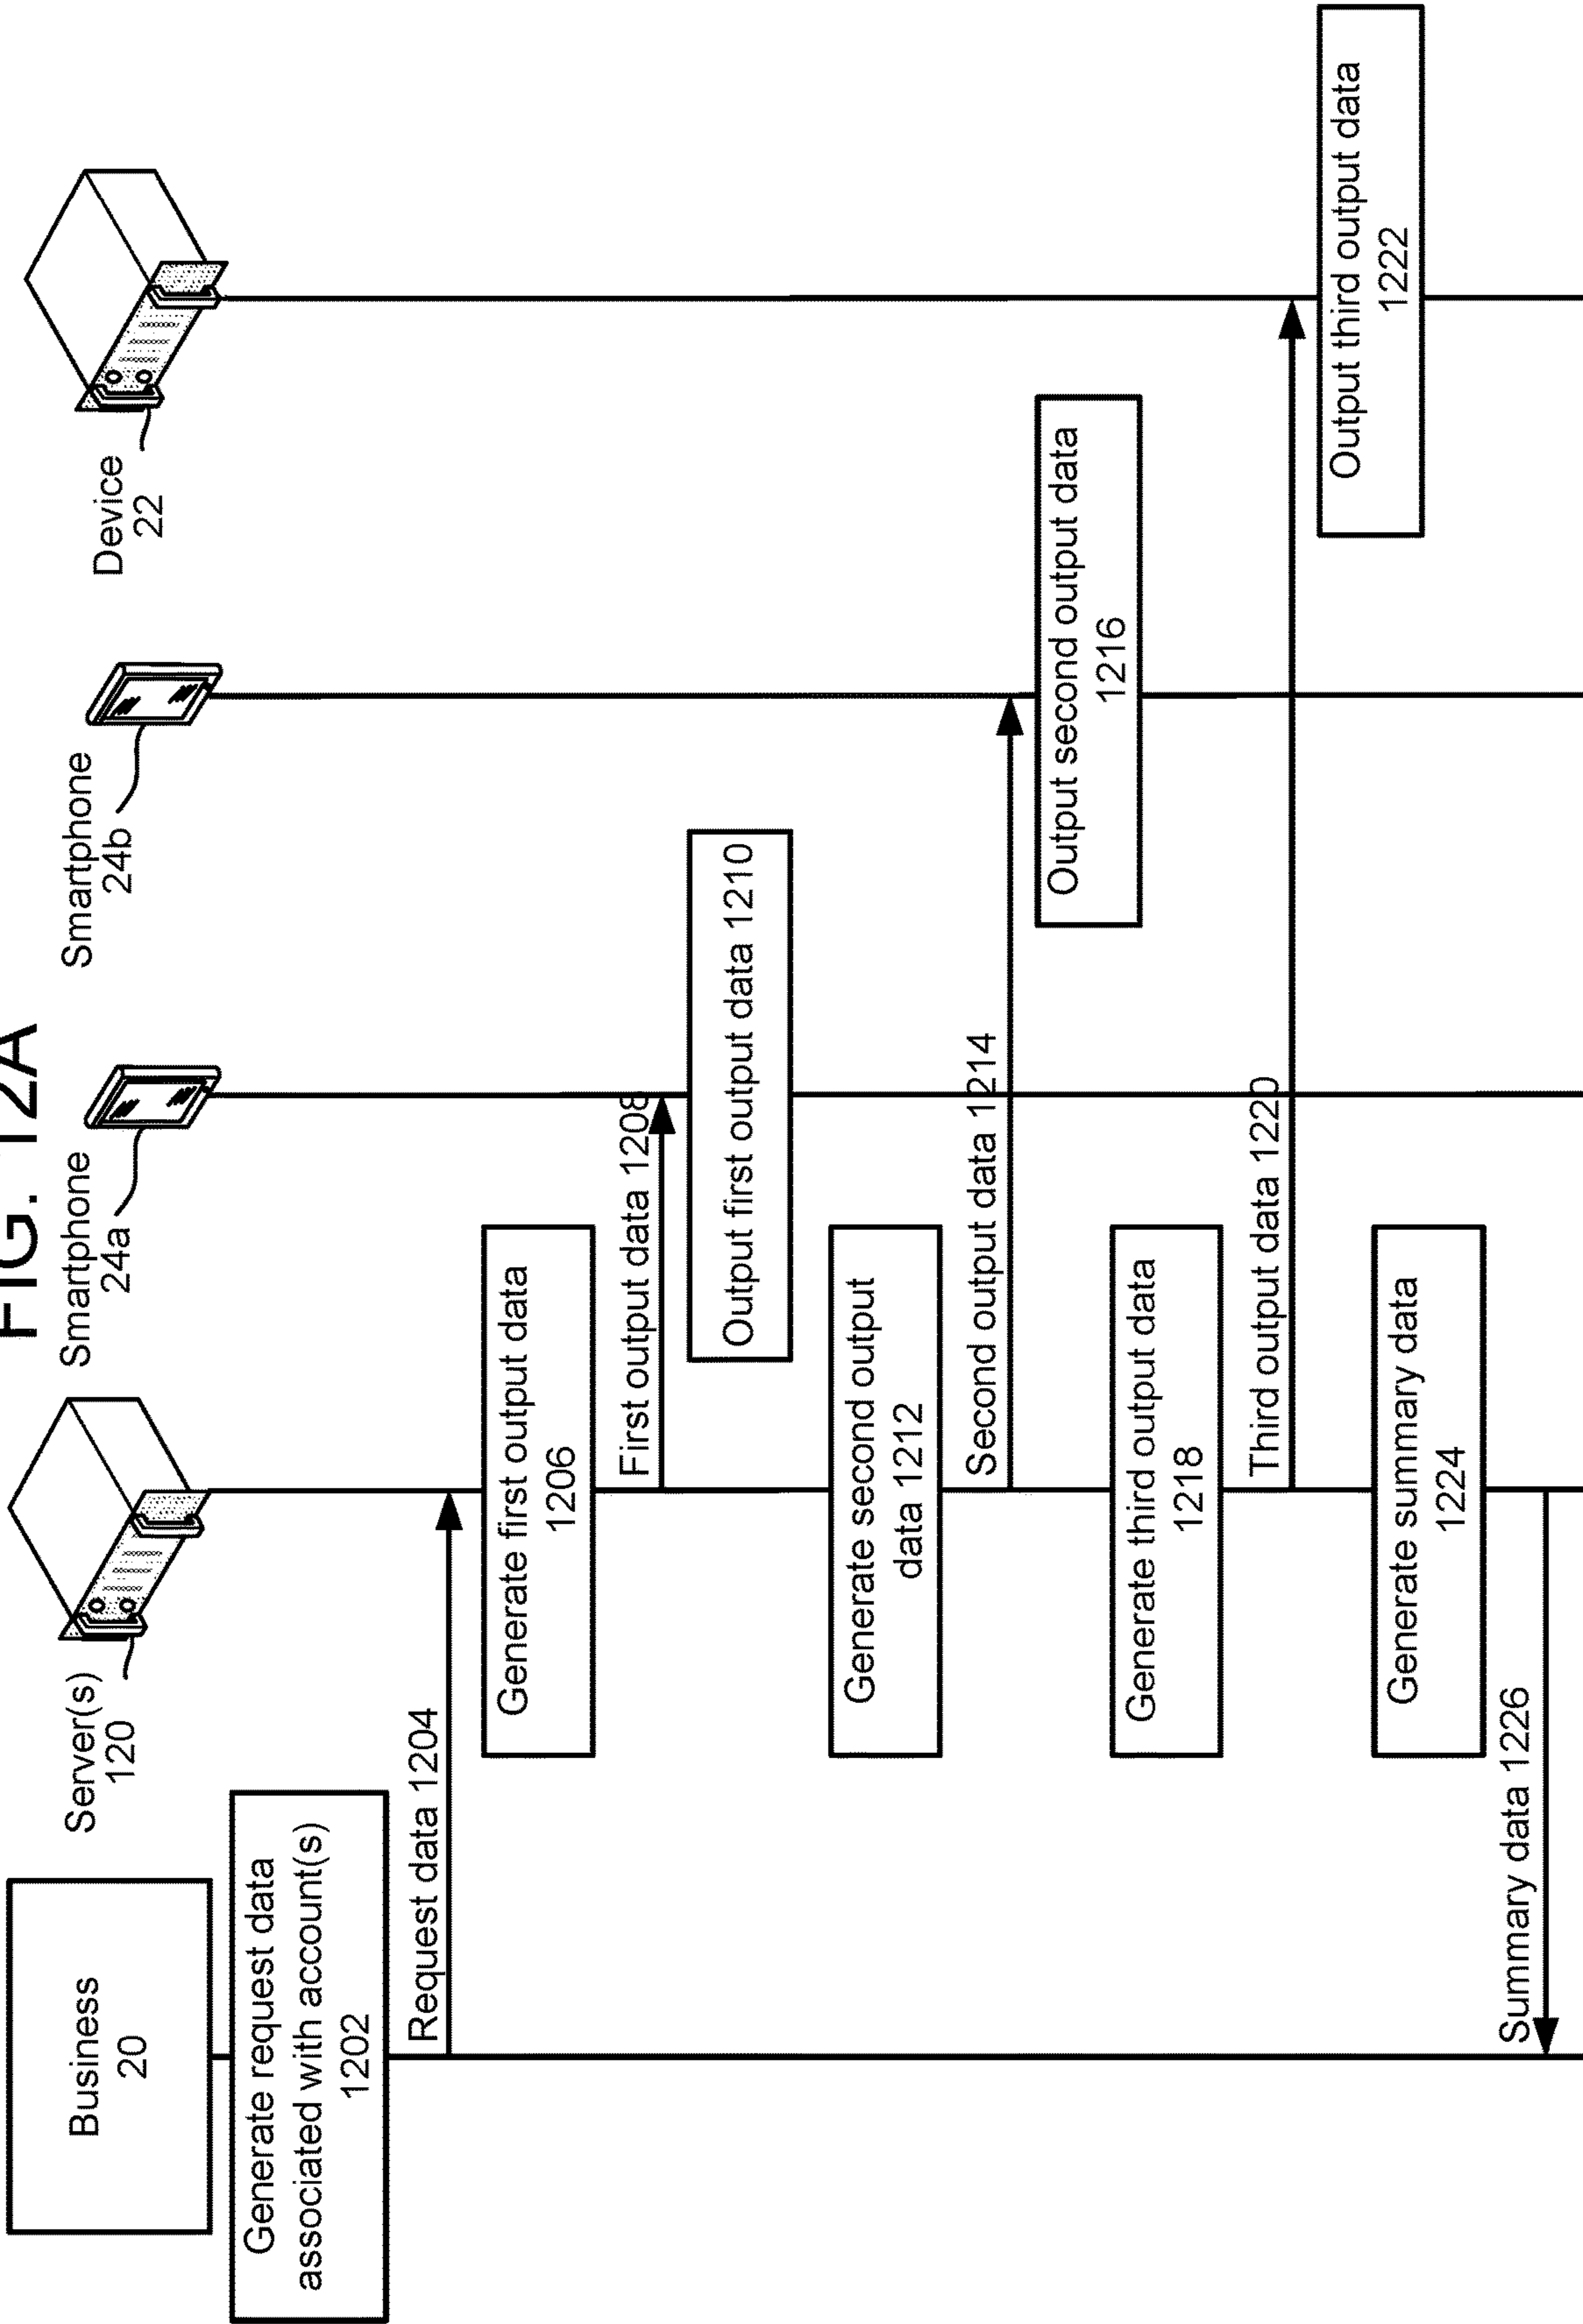 FIG. 12A
Business
20
Server(s)
120
Smartphone
24a
Smartphone
24b
Device
22
Generate request data
associated with account(s)
1202
Request data 1204
Generate first output data
1206
First output data 1208
Output first output data 1210
Generate second output
data 1212
Second output data 1214
Output second output data
1216
Generate third output data
1218
Third output data 1220
Output third output data
1222
Generate summary data
1224
Summary data 1226